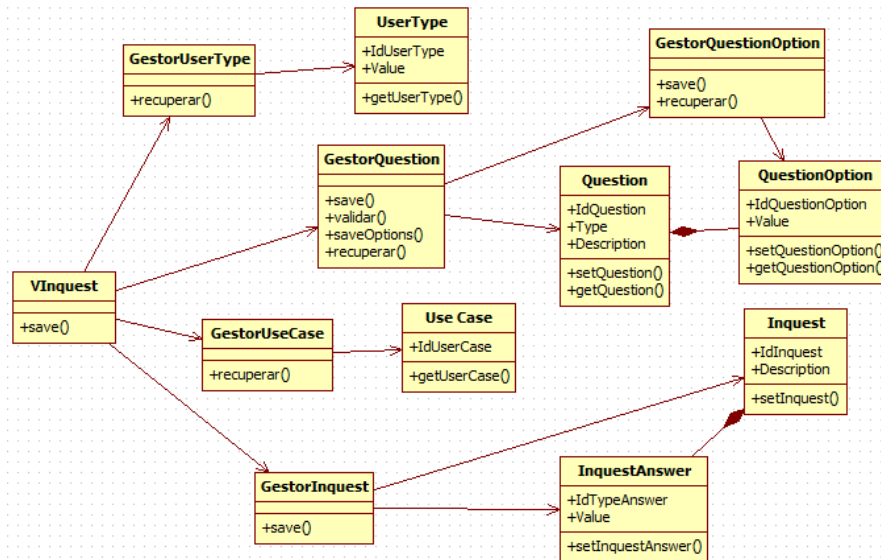 UserType
+IdUserType
+Value
+getUserType()
GestorUserType
+recuperar()
GestorQuestionOption
+save()
+recuperar()
GestorQuestion
+save()
+validar()
+saveOptions()
+recuperar()
Question
+IdQuestion
+Type
+Description
+setQuestion()
+getQuestion()
QuestionOption
+IdQuestionOption
+Value
+setQuestionOption()
+getQuestionOption()
VInquest
+save()
GestorUseCase
+recuperar()
Use Case
+IdUserCase
+getUserCase()
Inquest
+IdInquest
+Description
+setInquest()
GestorInquest
+save()
InquestAnswer
+IdTypeAnswer
+Value
+setInquestAnswer()